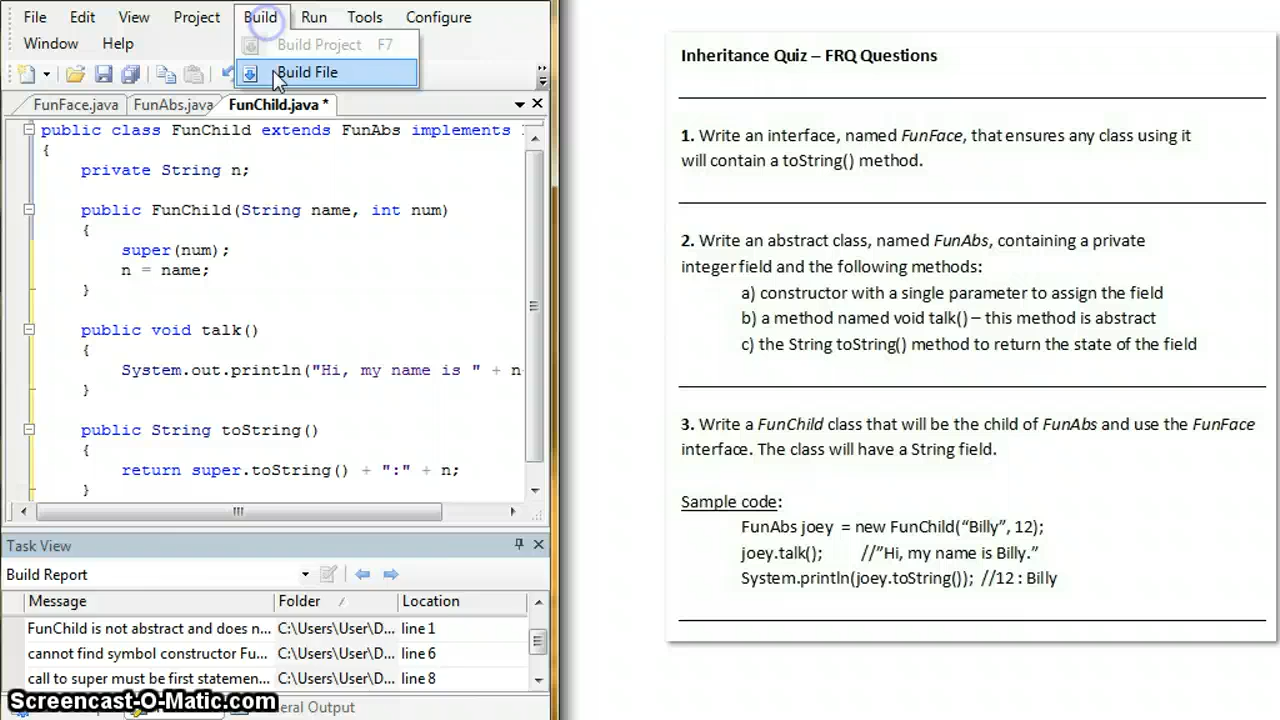 File Edit View Project Build Run Tools Configure
Window Help
Build Project F7
Build File
FunFace.java FunAbs.java FunChild.java *
public class FunChild extends FunAbs implements
{
private String n;
public FunChild(String name, int num)
{
super(num);
n = name;
}
public void talk()
{
System.out.println("Hi, my name is " + n
}
public String toString()
{
return super.toString() + ":" + n;
}
Task View
Build Report
Message Folder Location
FunChild is not abstract and does n... C:\Users\User\D... line 1
cannot find symbol constructor Fu... C:\Users\User\D... line 6
call to super must be first statemen... C:\Users\User\D... line 8
Screencast-O-Matic.com
Output
Inheritance Quiz – FRQ Questions
1. Write an interface, named FunFace, that ensures any class using it
will contain a toString() method.
2. Write an abstract class, named FunAbs, containing a private
integer field and the following methods:
a) constructor with a single parameter to assign the field
b) a method named void talk() – this method is abstract
c) the String toString() method to return the state of the field
3. Write a FunChild class that will be the child of FunAbs and use the FunFace
interface. The class will have a String field.
Sample code:
FunAbs joey = new FunChild(“Billy”, 12);
joey.talk(); //”Hi, my name is Billy.”
System.println(joey.toString()); //12 : Billy